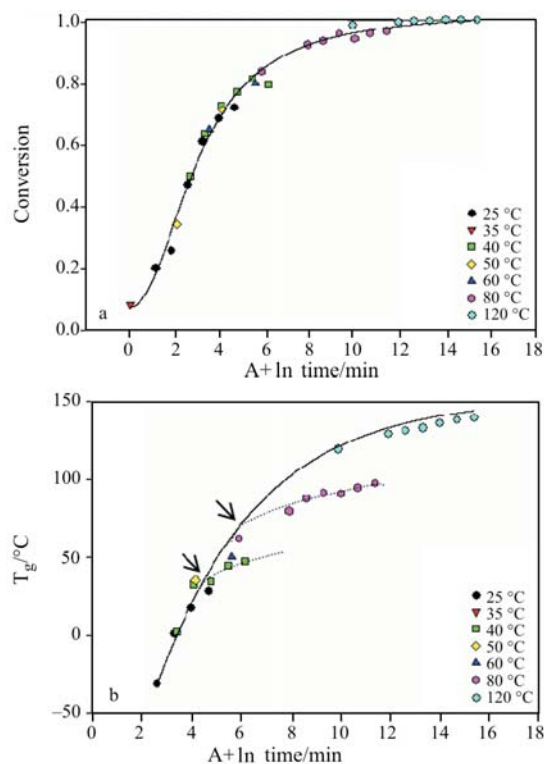 1.0
0.8
0.6
0.4
0.2
0.0
Conversion
a
25 °C
35 °C
40 °C
50 °C
60 °C
80 °C
120 °C
0 2 4 6 8 10 12 14 16 18
A+ln time/min
150
100
50
0
−50
Tg/°C
b
25 °C
35 °C
40 °C
50 °C
60 °C
80 °C
120 °C
0 2 4 6 8 10 12 14 16 18
A+ln time/min